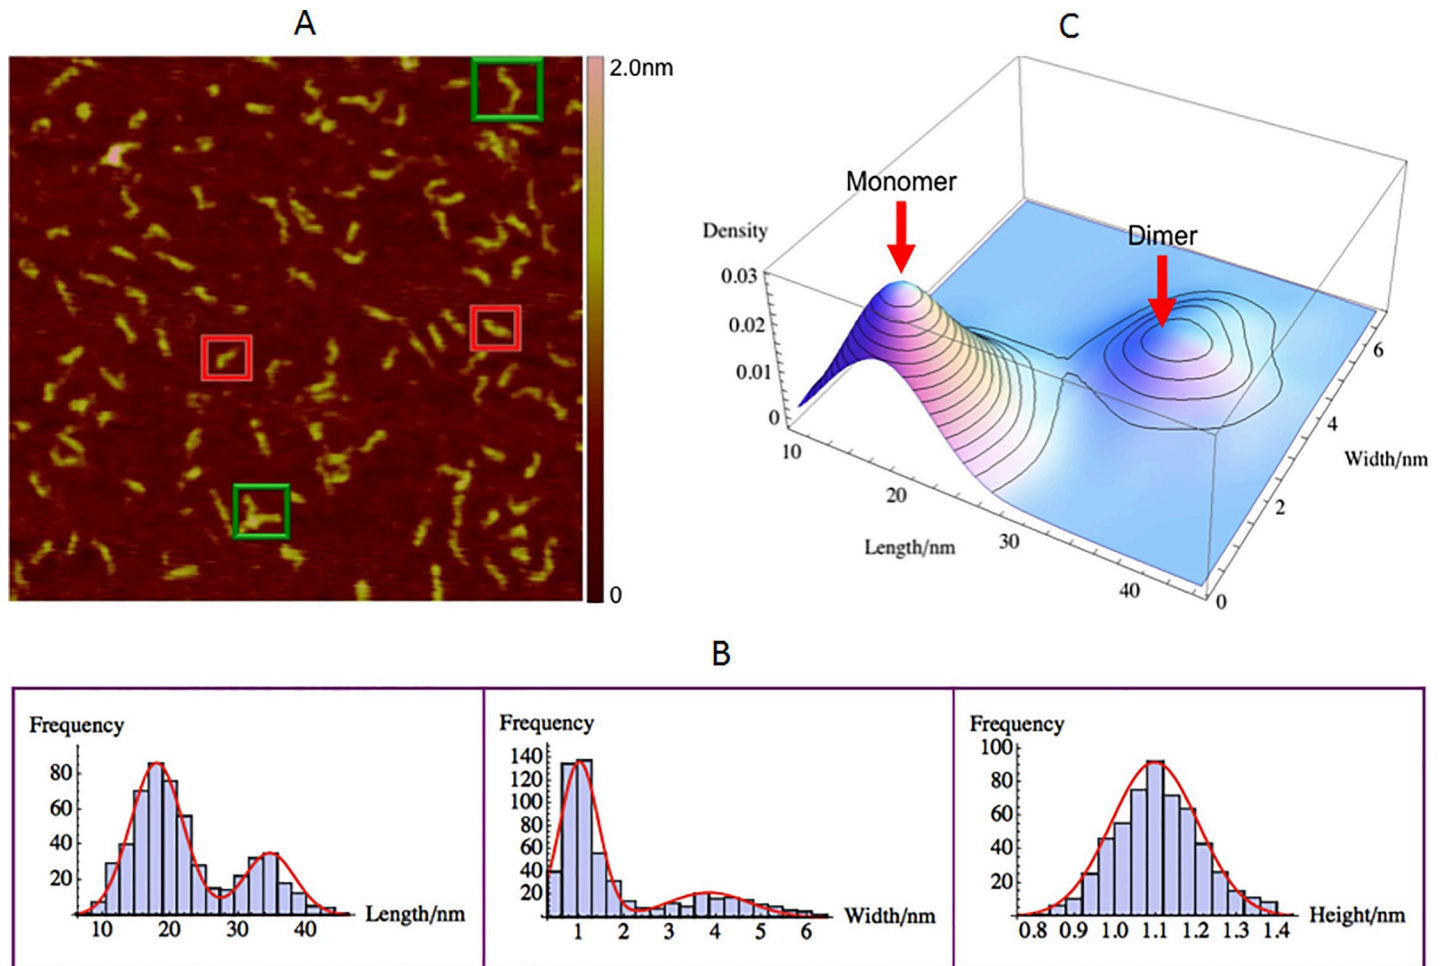 A
C
2.0nm
0
Monomer
Dimer
Density
0.03
0.02
0.01
0
10
20
30
40
Length/nm
0
2
4
6
Width/nm
B
Frequency
80
60
40
20
10 20 30 40
Length/nm
Frequency
140
120
100
80
60
40
20
1 2 3 4 5 6
Width/nm
Frequency
100
80
60
40
20
0.8 0.9 1.0 1.1 1.2 1.3 1.4
Height/nm